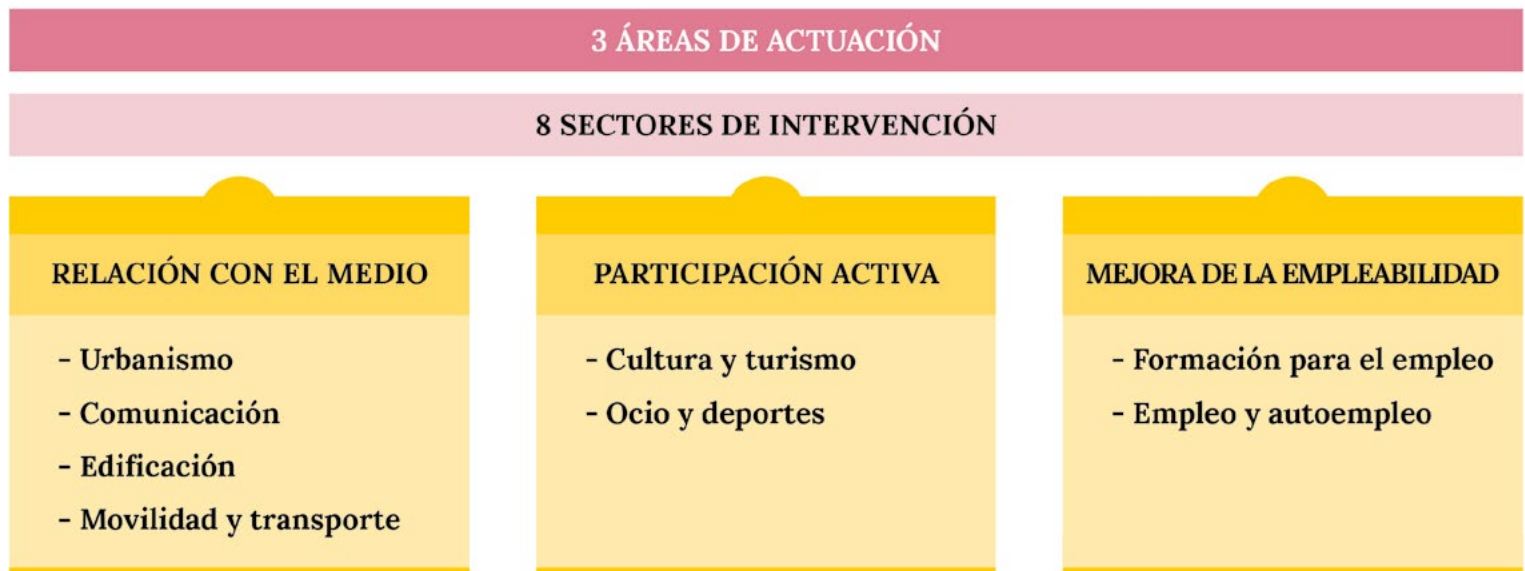 3 ÁREAS DE ACTUACIÓN
8 SECTORES DE INTERVENCIÓN
RELACIÓN CON EL MEDIO
- Urbanismo
- Comunicación
- Edificación
- Movilidad y transporte
PARTICIPACIÓN ACTIVA
- Cultura y turismo
- Ocio y deportes
MEJORA DE LA EMPLEABILIDAD
- Formación para el empleo
- Empleo y autoempleo